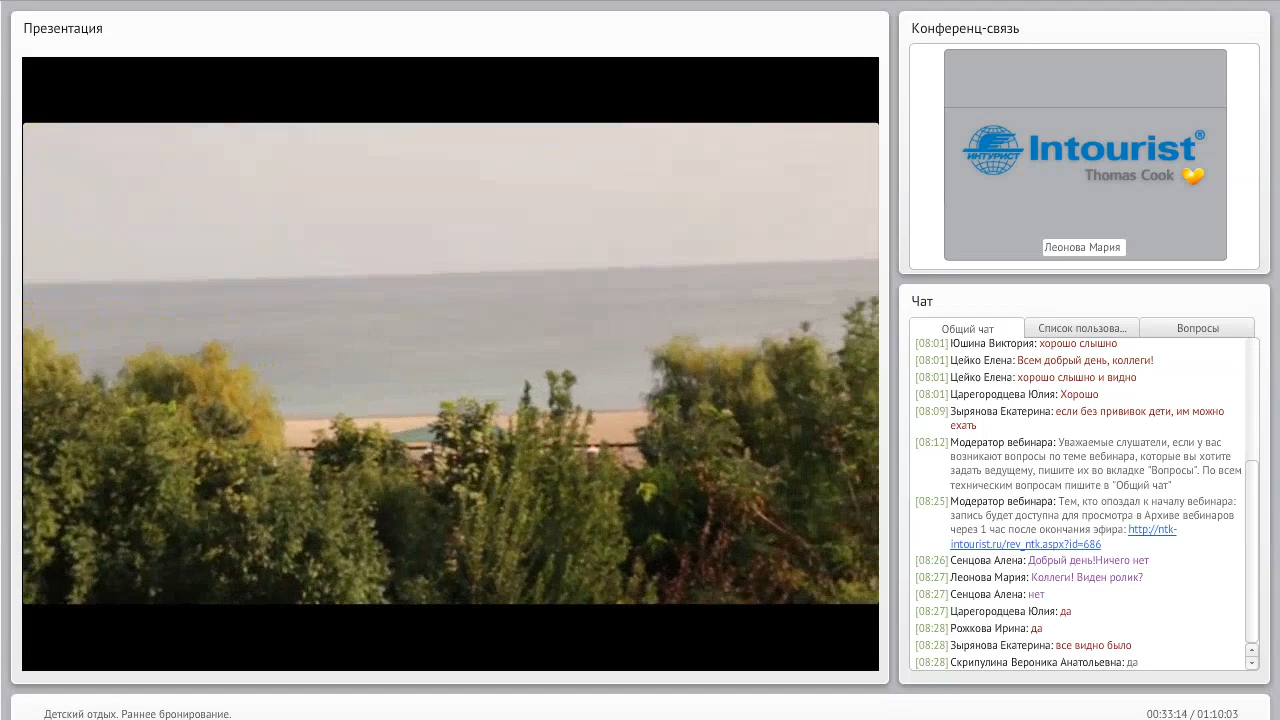 Презентация
Конференц-связь
ИНТУРИСТ
Intourist®
Thomas Cook
Леонова Мария
Чат
Общий чат
Список пользова...
Вопросы
[08:01] Юшина Виктория: хорошо слышно
[08:01] Цейко Елена: Всем добрый день, коллеги!
[08:01] Цейко Елена: хорошо слышно и видно
[08:01] Царегородцева Юлия: Хорошо
[08:09] Зырянова Екатерина: если без прививок дети, им можно
ехать
[08:12] Модератор вебинара: Уважаемые слушатели, если у вас
возникают вопросы по теме вебинара, которые вы хотите
задать ведущему, пишите их во вкладке "Вопросы". По всем
техническим вопросам пишите в "Общий чат"
[08:25] Модератор вебинара: Тем, кто опоздал к началу вебинара:
запись будет доступна для просмотра в Архиве вебинаров
через 1 час после окончания эфира: http://ntk-
intourist.ru/rev_ntk.aspx?id=686
[08:26] Сенцова Алена: Добрый день!Ничего нет
[08:27] Леонова Мария: Коллеги! Виден ролик?
[08:27] Сенцова Алена: нет
[08:27] Царегородцева Юлия: да
[08:28] Рожкова Ирина: да
[08:28] Зырянова Екатерина: все видно было
[08:28] Скрипулина Вероника Анатольевна: да
Детский отдых. Раннее бронирование.
00:33:14 / 01:10:03